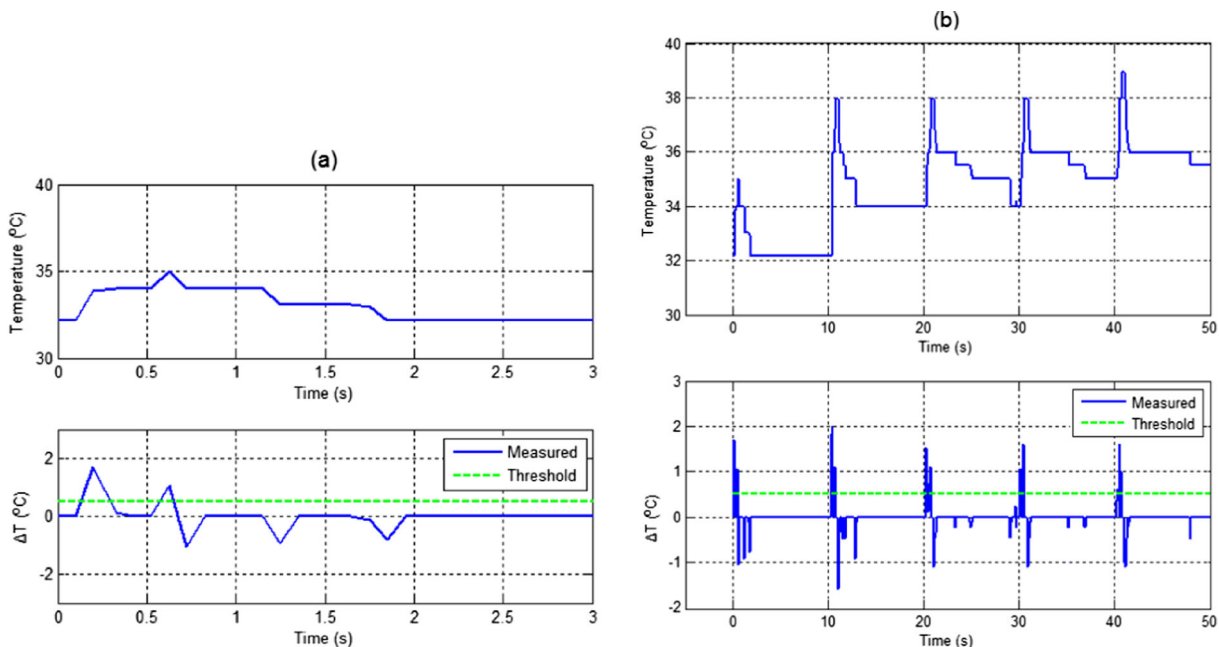 (a)
Temperature (ºC)
40
35
30
0 0.5 1 1.5 2 2.5 3
Time (s)
ΔT (ºC)
2
0
-2
Measured
Threshold
0 0.5 1 1.5 2 2.5 3
Time (s)
(b)
Temperature (ºC)
40
38
36
34
32
30
0 10 20 30 40 50
Time (s)
ΔT (ºC)
3
2
1
0
-1
-2
Measured
Threshold
0 10 20 30 40 50
Time (s)